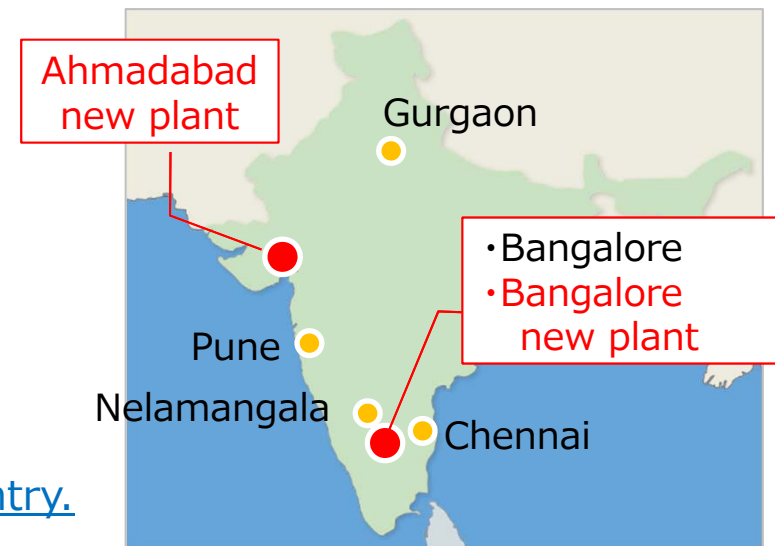 Ahmadabad
new plant
Gurgaon
・Bangalore
・Bangalore
new plant
Pune
Nelamangala
Chennai
ntry.